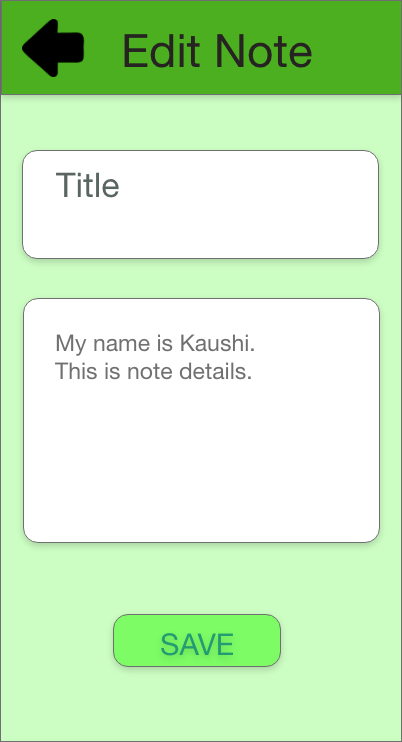 Edit Note
Title
My name is Kaushi.
This is note details.
SAVE